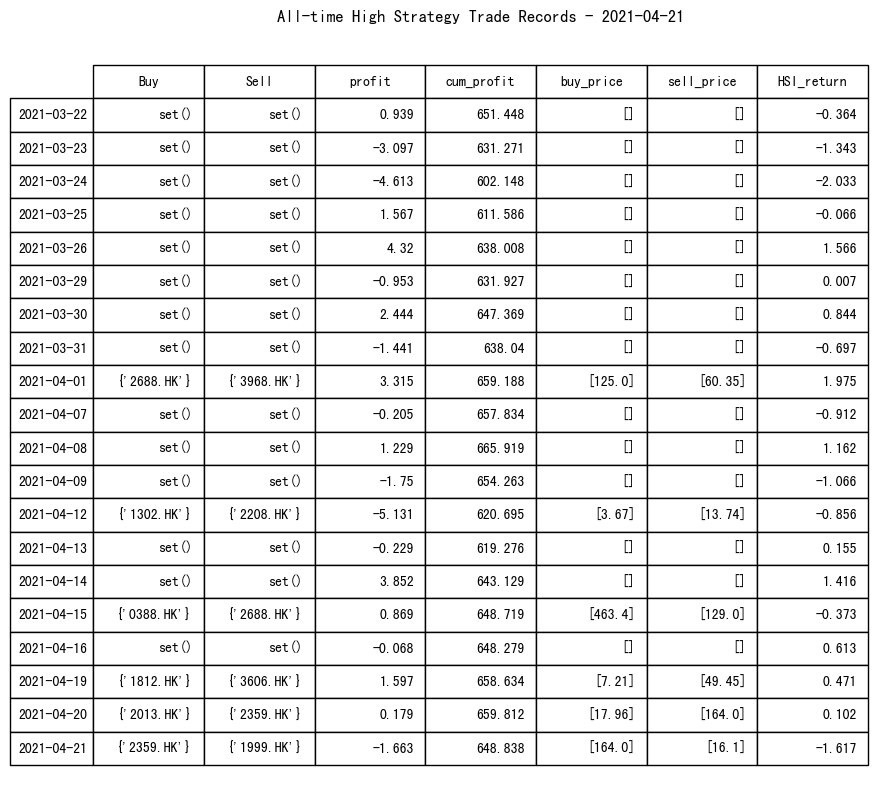 All-time High Strategy Trade Records - 2021-04-21
Buy Sell profit cum_profit buy_price sell_price HSI_return
2021-03-22 set() set() 0.939 651.448 [] [] -0.364
2021-03-23 set() set() -3.097 631.271 [] [] -1.343
2021-03-24 set() set() -4.613 602.148 [] [] -2.033
2021-03-25 set() set() 1.567 611.586 [] [] -0.066
2021-03-26 set() set() 4.32 638.008 [] [] 1.566
2021-03-29 set() set() -0.953 631.927 [] [] 0.007
2021-03-30 set() set() 2.444 647.369 [] [] 0.844
2021-03-31 set() set() -1.441 638.04 [] [] -0.697
2021-04-01 {'2688.HK'} {'3968.HK'} 3.315 659.188 [125.0] [60.35] 1.975
2021-04-07 set() set() -0.205 657.834 [] [] -0.912
2021-04-08 set() set() 1.229 665.919 [] [] 1.162
2021-04-09 set() set() -1.75 654.263 [] [] -1.066
2021-04-12 {'1302.HK'} {'2208.HK'} -5.131 620.695 [3.67] [13.74] -0.856
2021-04-13 set() set() -0.229 619.276 [] [] 0.155
2021-04-14 set() set() 3.852 643.129 [] [] 1.416
2021-04-15 {'0388.HK'} {'2688.HK'} 0.869 648.719 [463.4] [129.0] -0.373
2021-04-16 set() set() -0.068 648.279 [] [] 0.613
2021-04-19 {'1812.HK'} {'3606.HK'} 1.597 658.634 [7.21] [49.45] 0.471
2021-04-20 {'2013.HK'} {'2359.HK'} 0.179 659.812 [17.96] [164.0] 0.102
2021-04-21 {'2359.HK'} {'1999.HK'} -1.663 648.838 [164.0] [16.1] -1.617